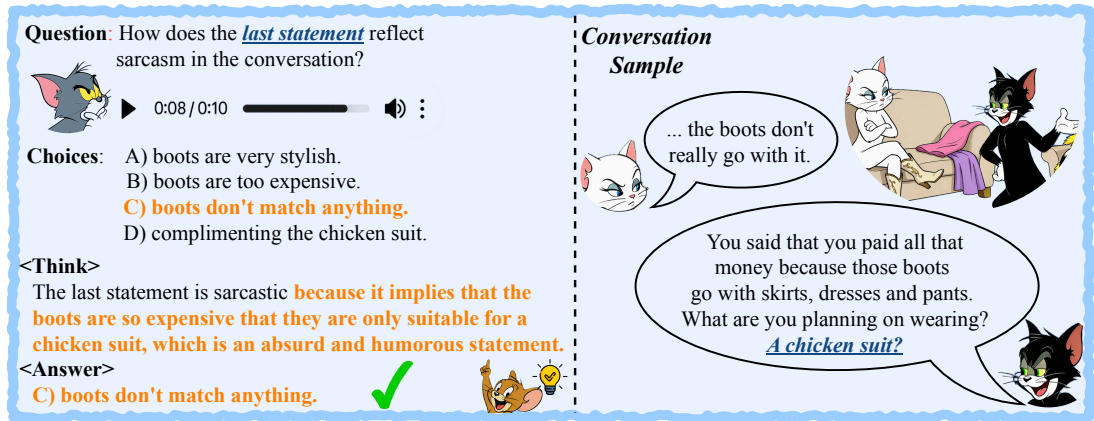 Question: How does the last statement reflect
sarcasm in the conversation?
0:08 / 0:10
Choices: A) boots are very stylish.
B) boots are too expensive.
C) boots don't match anything.
D) complimenting the chicken suit.
<Think>
The last statement is sarcastic because it implies that the
boots are so expensive that they are only suitable for a
chicken suit, which is an absurd and humorous statement.
<Answer>
C) boots don't match anything.
Conversation
Sample
... the boots don't
really go with it.
You said that you paid all that
money because those boots
go with skirts, dresses and pants.
What are you planning on wearing?
A chicken suit?